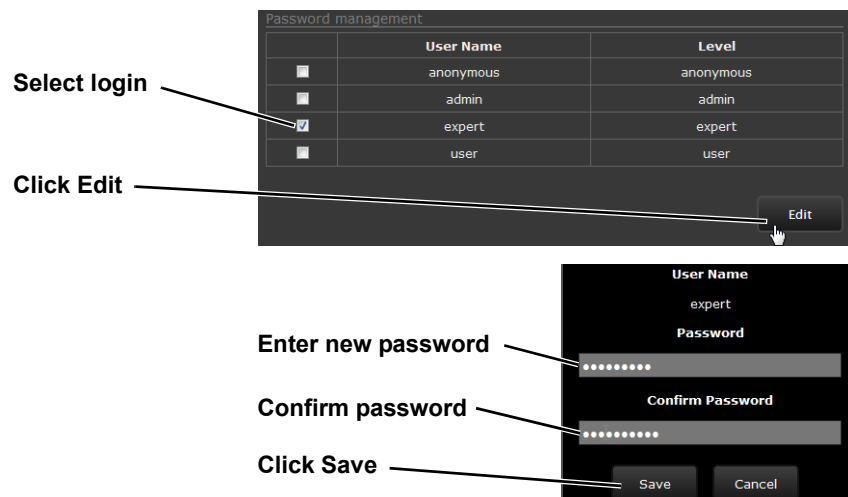 Password management
User Name Level
Select login
anonymous anonymous
admin admin
expert expert
user user
Click Edit
Edit
User Name
expert
Password
Enter new password
•••••••••
Confirm Password
Confirm password
••••••••••
Click Save
Save Cancel